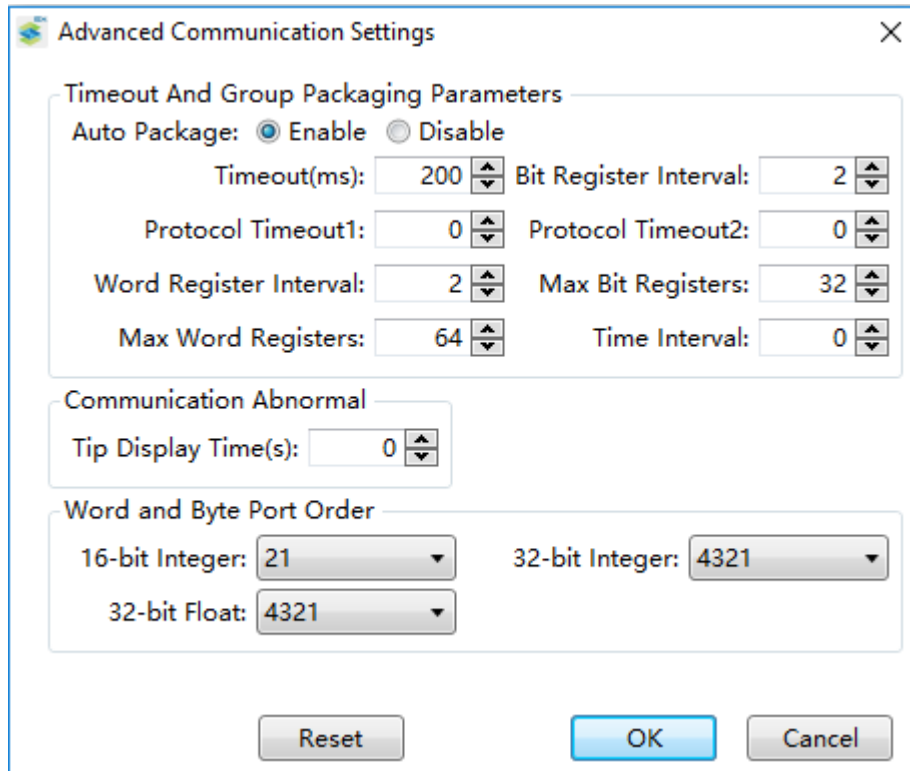 Advanced Communication Settings
Timeout And Group Packaging Parameters
Auto Package: Enable Disable
Timeout(ms): 200 Bit Register Interval: 2
Protocol Timeout1: 0 Protocol Timeout2: 0
Word Register Interval: 2 Max Bit Registers: 32
Max Word Registers: 64 Time Interval: 0
Communication Abnormal
Tip Display Time(s): 0
Word and Byte Port Order
16-bit Integer: 21 32-bit Integer: 4321
32-bit Float: 4321
Reset OK Cancel